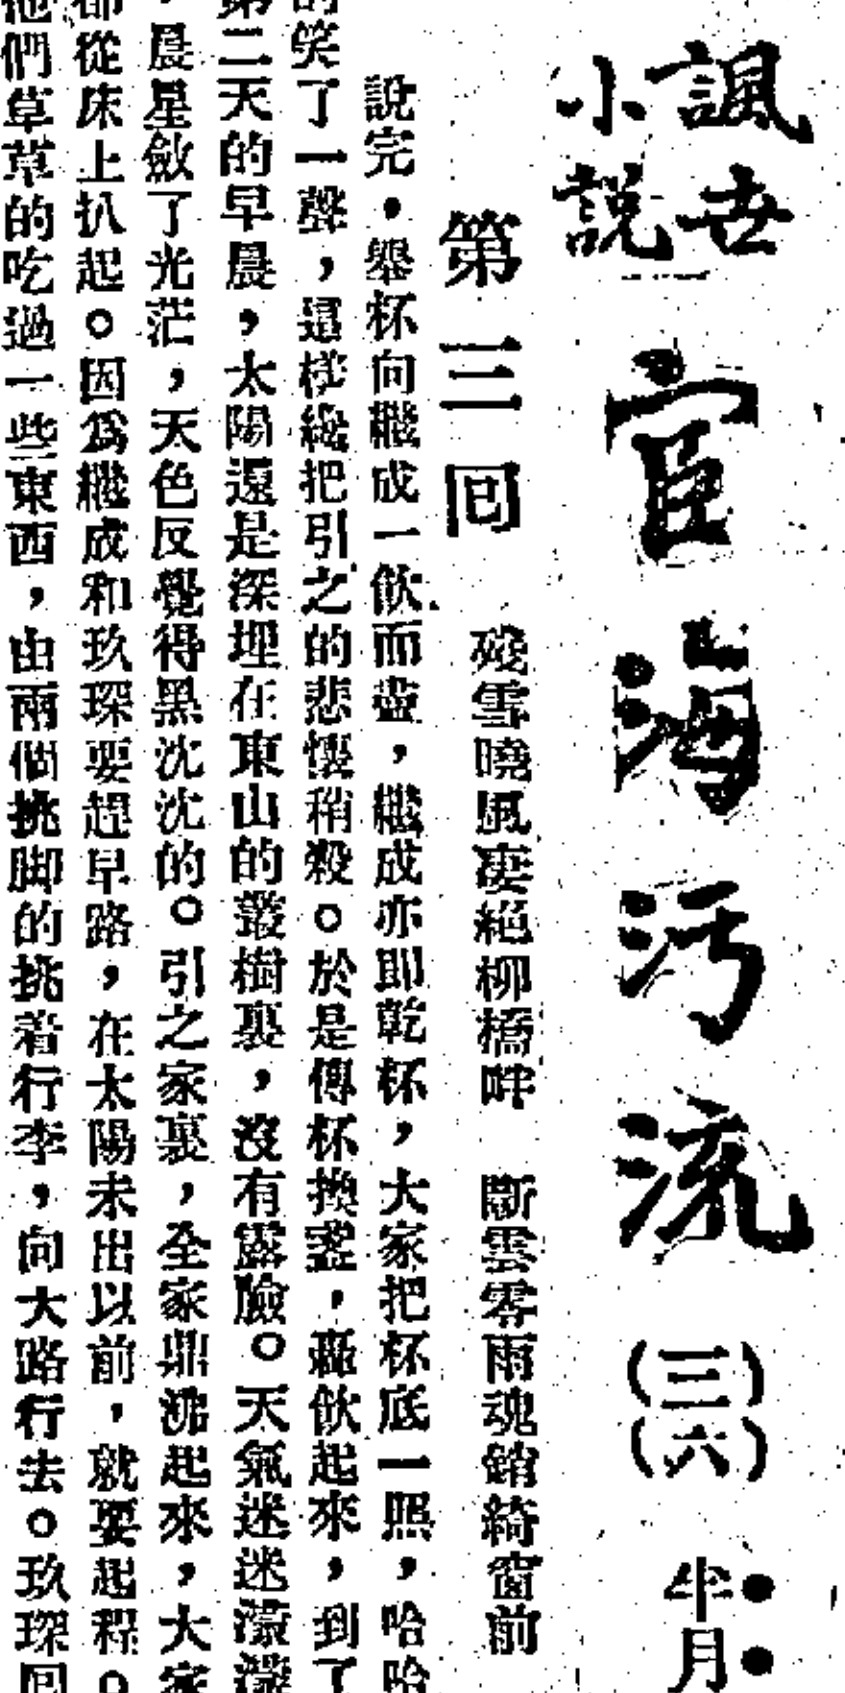 諷世
小説
宦海污流
(三六)
半月
第三回
殘雪曉風凄絕柳橋畔 斷雲零雨魂銷綺窗前
說完,舉杯向繼成一飲而盡,繼成亦即乾杯,大家把杯底一照,哈哈
的笑了一聲,這樣纔把引之的悲懷稍殺。於是傳杯換盞,轟飲起來,到了
第二天的早晨,太陽還是深埋在東山的叢樹裏,沒有露臉。天氣迷迷濛濛
,晨星斂了光茫,天色反覺得黑沈沈的。引之家裏,全家鼎沸起來,大家
都從床上扒起。因爲繼成和玖琛要趕早路,在太陽未出以前,就要起程。
他們草草的吃過一些東西,由兩個挑脚的挑着行李,向大路行去。玖琛回